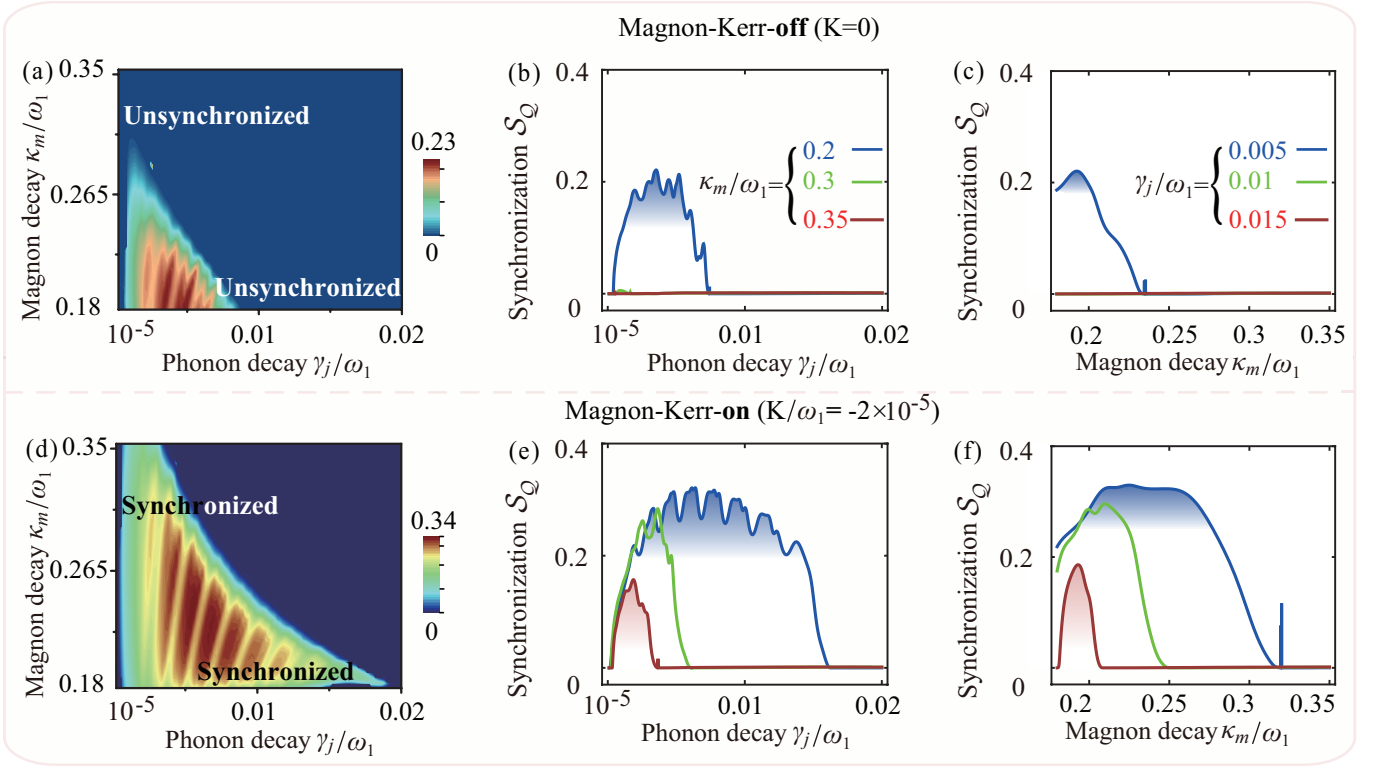 Magnon-Kerr-off (K=0)
(a)
0.35
0.265
0.18
Magnon decay κm/ω1
Unsynchronized
Unsynchronized
10-5
0.01
0.02
Phonon decay γj/ω1
0.23
0
(b)
0.4
0.2
0
Synchronization SQ
κm/ω1=
0.2
0.3
0.35
10-5
0.01
0.02
Phonon decay γj/ω1
(c)
0.4
0.2
0
Synchronization SQ
γj/ω1=
0.005
0.01
0.015
0.2
0.25
0.3
0.35
Magnon decay κm/ω1
Magnon-Kerr-on (K/ω1= -2×10-5)
(d)
0.35
0.265
0.18
Magnon decay κm/ω1
Synchronized
Synchronized
10-5
0.01
0.02
Phonon decay γj/ω1
0.34
0
(e)
0.4
0.2
0
Synchronization SQ
10-5
0.01
0.02
Phonon decay γj/ω1
(f)
0.4
0.2
0
Synchronization SQ
0.2
0.25
0.3
0.35
Magnon decay κm/ω1